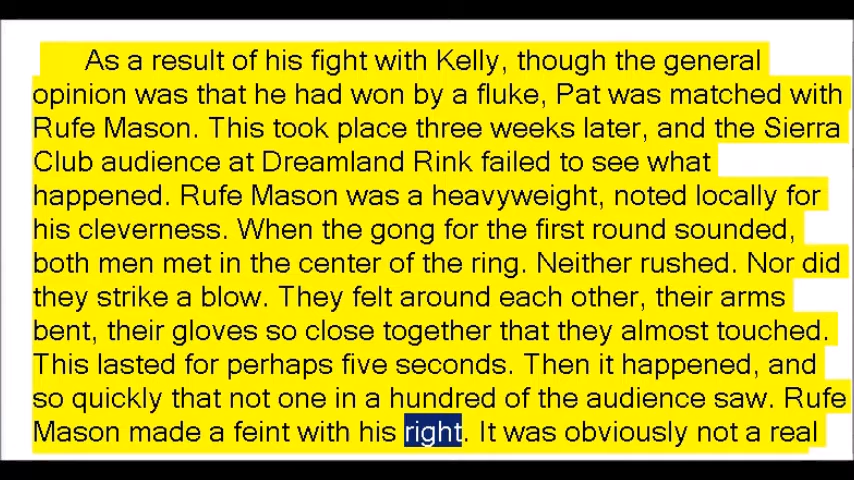 As a result of his fight with Kelly, though the general
opinion was that he had won by a fluke, Pat was matched with
Rufe Mason. This took place three weeks later, and the Sierra
Club audience at Dreamland Rink failed to see what
happened. Rufe Mason was a heavyweight, noted locally for
his cleverness. When the gong for the first round sounded,
both men met in the center of the ring. Neither rushed. Nor did
they strike a blow. They felt around each other, their arms
bent, their gloves so close together that they almost touched.
This lasted for perhaps five seconds. Then it happened, and
so quickly that not one in a hundred of the audience saw. Rufe
Mason made a feint with his right. It was obviously not a real